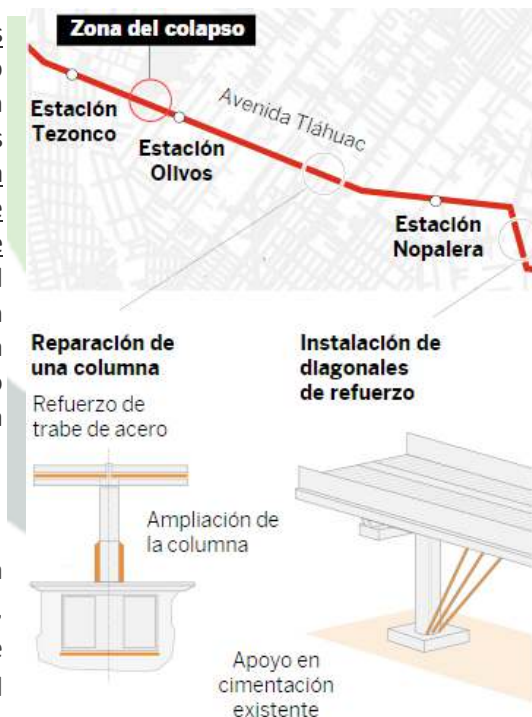 Zona del colapso
Estación
Tezonco
Avenida Tláhuac
Estación
Olivos
Estación
Nopalera
Reparación de
una columna
Refuerzo de
trabe de acero
Ampliación de
la columna
Instalación de
diagonales
de refuerzo
Apoyo en
cimentación
existente